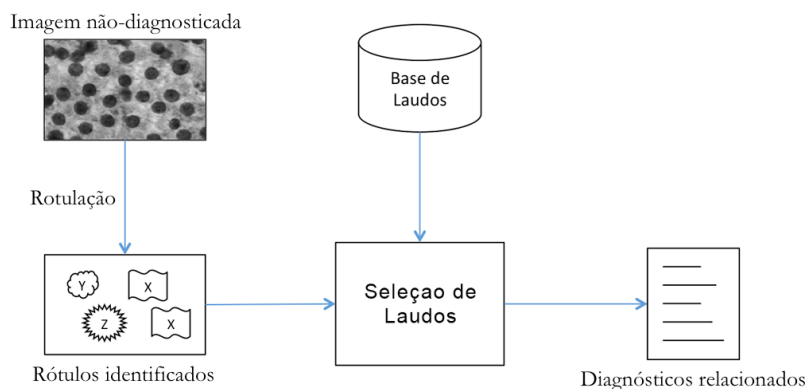 Imagem não-diagnosticada
Base de
Laudos
Rotulação
Y
X
Z
X
Seleçao de
Laudos
Rótulos identificados
Diagnósticos relacionados